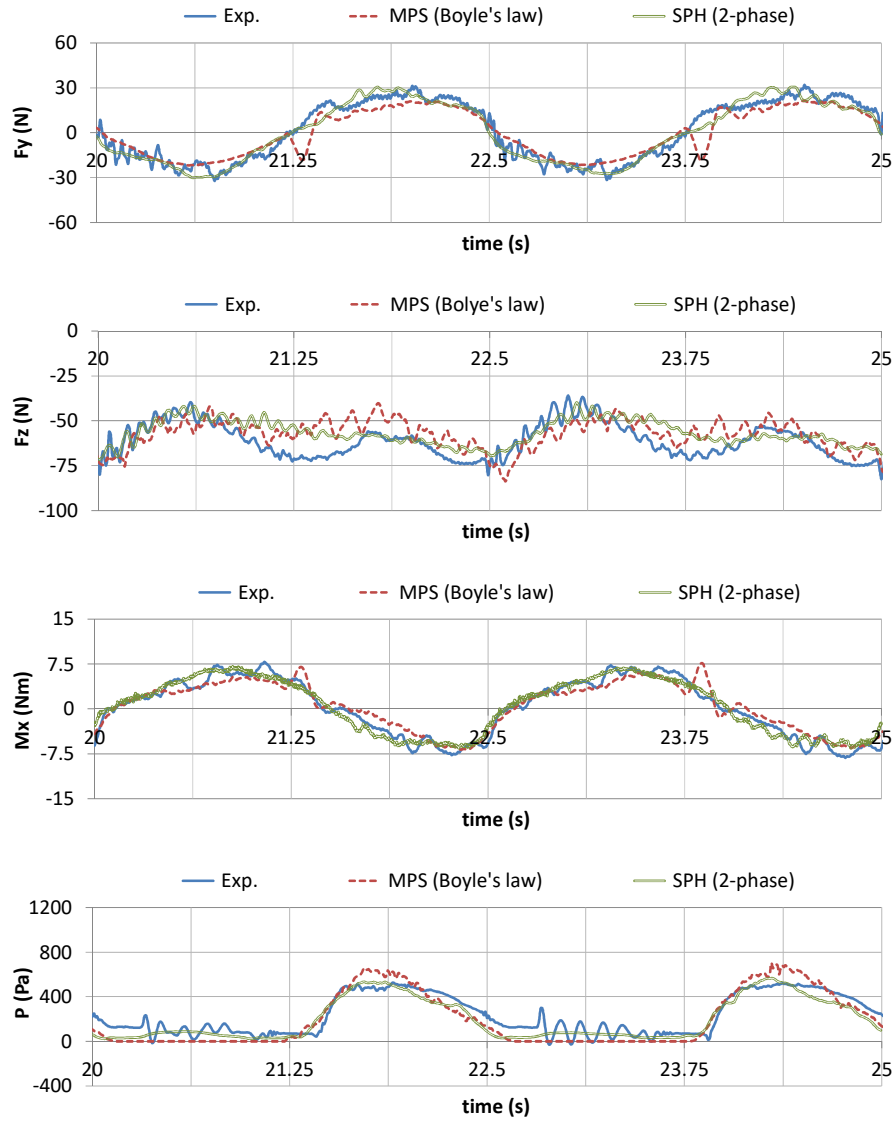 Exp. MPS (Boyle's law) SPH (2-phase)
60
30
0
-30
-60
Fy (N)
20 21.25 22.5 23.75 25
time (s)
Exp. MPS (Bolye's law) SPH (2-phase)
0
-25
-50
-75
-100
Fz (N)
20 21.25 22.5 23.75 25
time (s)
Exp. MPS (Boyle's law) SPH (2-phase)
15
7.5
0
-7.5
-15
Mx (Nm)
20 21.25 22.5 23.75 25
time (s)
Exp. MPS (Boyle's law) SPH (2-phase)
1200
800
400
0
-400
P (Pa)
20 21.25 22.5 23.75 25
time (s)